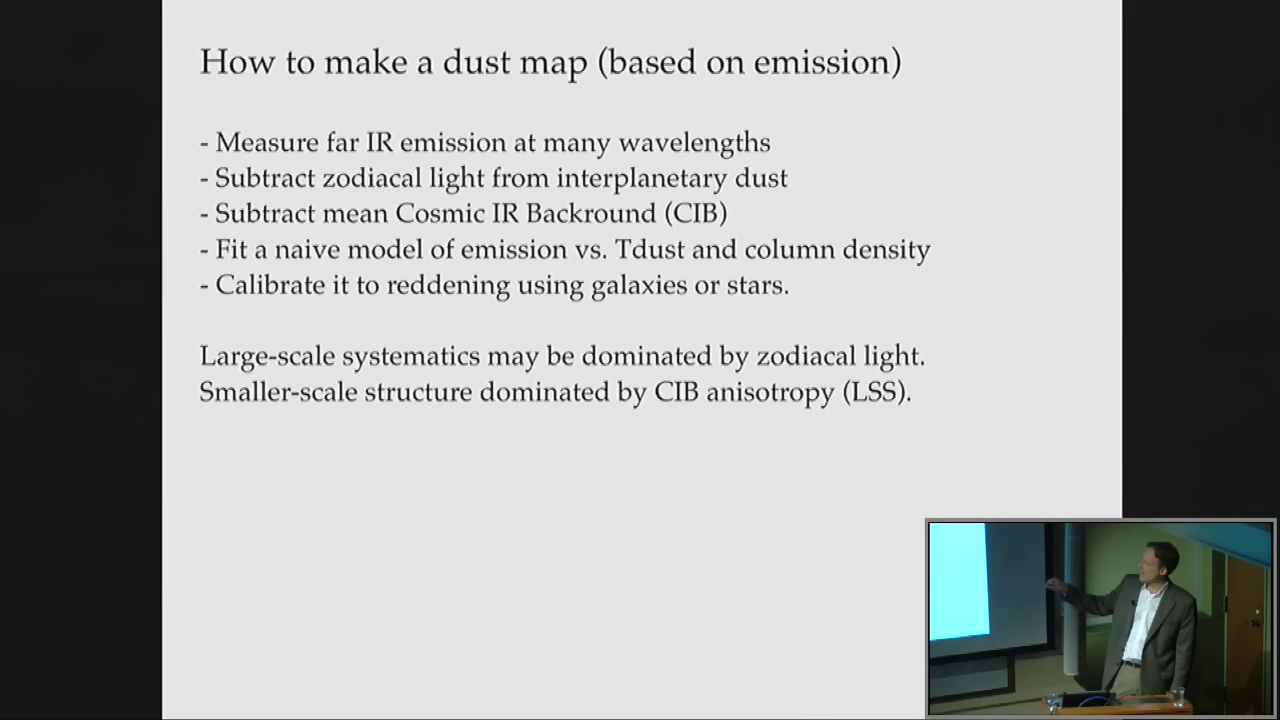 How to make a dust map (based on emission)
- Measure far IR emission at many wavelengths
- Subtract zodiacal light from interplanetary dust
- Subtract mean Cosmic IR Backround (CIB)
- Fit a naive model of emission vs. Tdust and column density
- Calibrate it to reddening using galaxies or stars.
Large-scale systematics may be dominated by zodiacal light.
Smaller-scale structure dominated by CIB anisotropy (LSS).